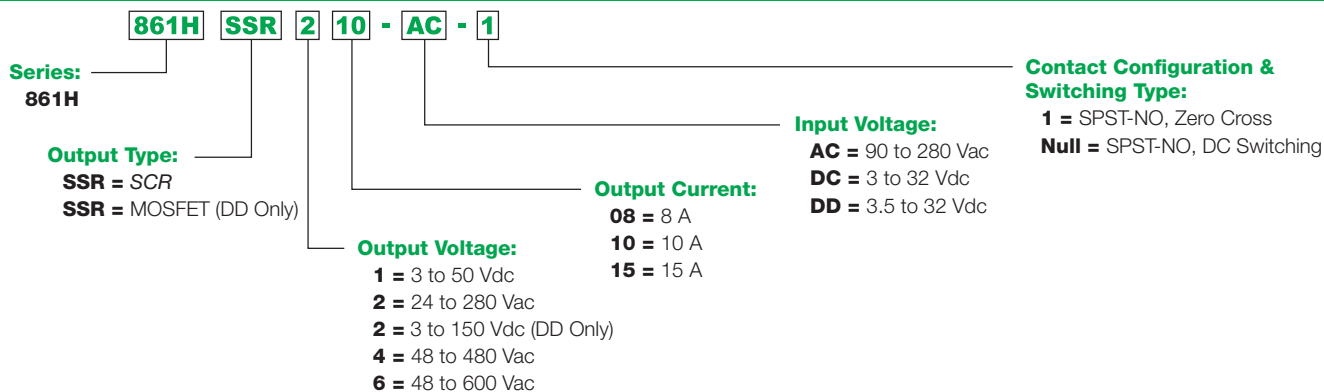 861H SSR 2 10 - AC - 1
Series:
861H
Output Type:
SSR = SCR
SSR = MOSFET (DD Only)
Output Voltage:
1 = 3 to 50 Vdc
2 = 24 to 280 Vac
2 = 3 to 150 Vdc (DD Only)
4 = 48 to 480 Vac
6 = 48 to 600 Vac
Output Current:
08 = 8 A
10 = 10 A
15 = 15 A
Input Voltage:
AC = 90 to 280 Vac
DC = 3 to 32 Vdc
DD = 3.5 to 32 Vdc
Contact Configuration &
Switching Type:
1 = SPST-NO, Zero Cross
Null = SPST-NO, DC Switching